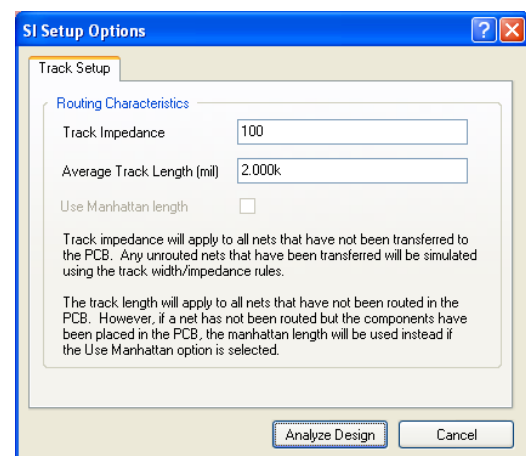 SI Setup Options
Track Setup
Routing Characteristics
Track Impedance
100
Average Track Length (mil)
2.000k
Use Manhattan length
Track impedance will apply to all nets that have not been transferred to
the PCB. Any unrouted nets that have been transferred will be simulated
using the track width/impedance rules.
The track length will apply to all nets that have not been routed in the
PCB. However, if a net has not been routed but the components have
been placed in the PCB, the manhattan length will be used instead if
the Use Manhattan option is selected.
Analyze Design
Cancel